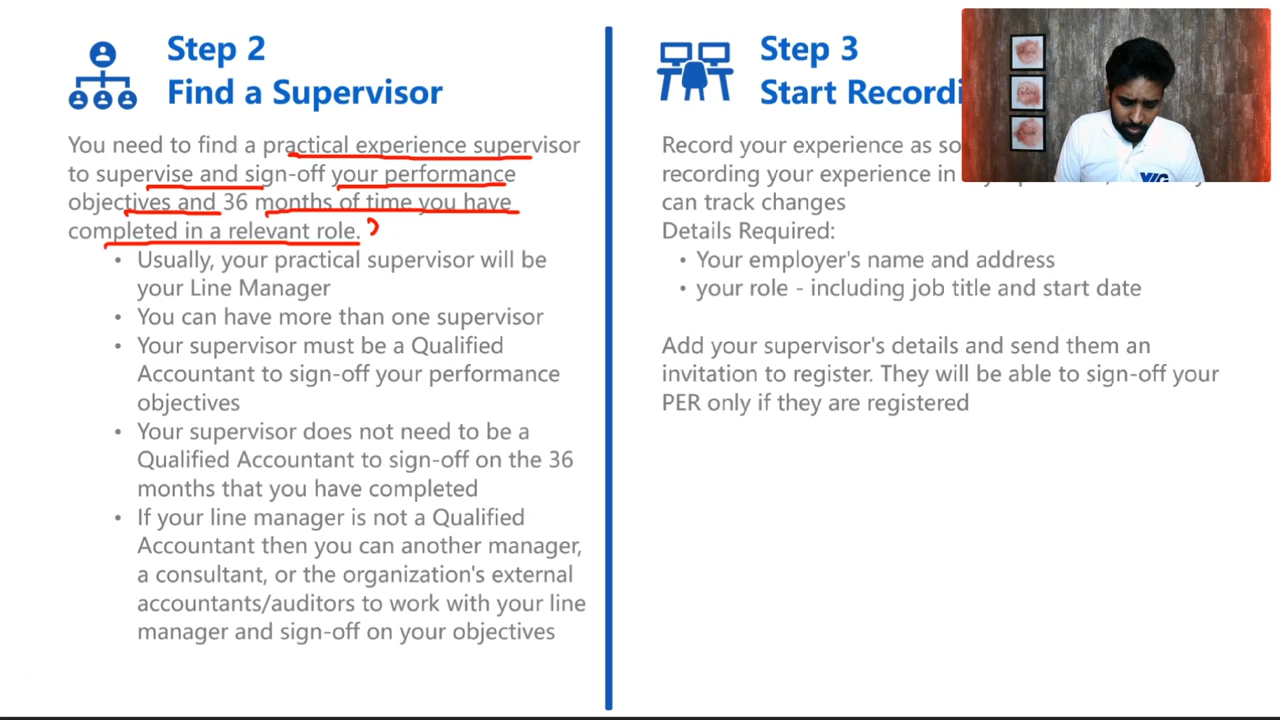 Step 2
Find a Supervisor
You need to find a practical experience supervisor
to supervise and sign-off your performance
objectives and 36 months of time you have
completed in a relevant role.
• Usually, your practical supervisor will be
your Line Manager
• You can have more than one supervisor
• Your supervisor must be a Qualified
Accountant to sign-off your performance
objectives
• Your supervisor does not need to be a
Qualified Accountant to sign-off on the 36
months that you have completed
• If your line manager is not a Qualified
Accountant then you can another manager,
a consultant, or the organization's external
accountants/auditors to work with your line
manager and sign-off on your objectives
Step 3
Start Recordi
Record your experience as so
recording your experience in
can track changes
Details Required:
• Your employer's name and address
• your role - including job title and start date
Add your supervisor's details and send them an
invitation to register. They will be able to sign-off your
PER only if they are registered